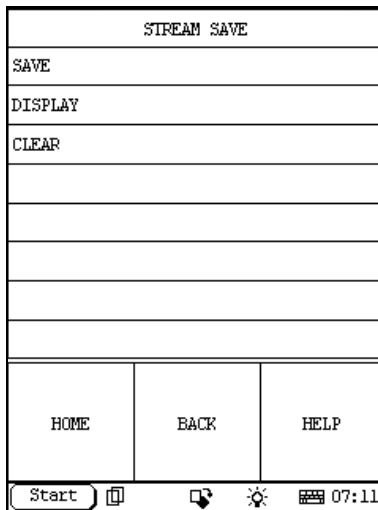 STREAM SAVE
SAVE
DISPLAY
CLEAR
HOME BACK HELP
Start 07:11